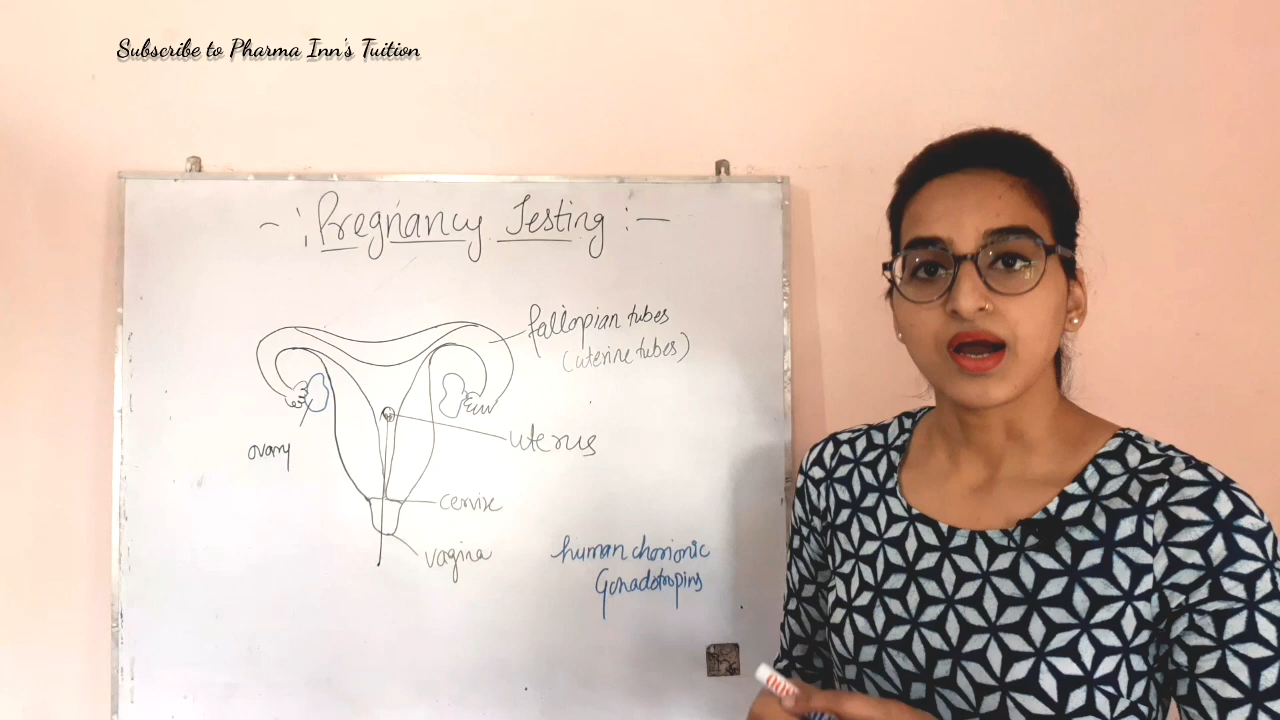 Subscribe to Pharma Inn's Tuition
-: Pregnancy Testing :-
fallopian tubes
(uterine tubes)
ovary
uterus
cervix
vagina
human chorionic
Gonadotropins